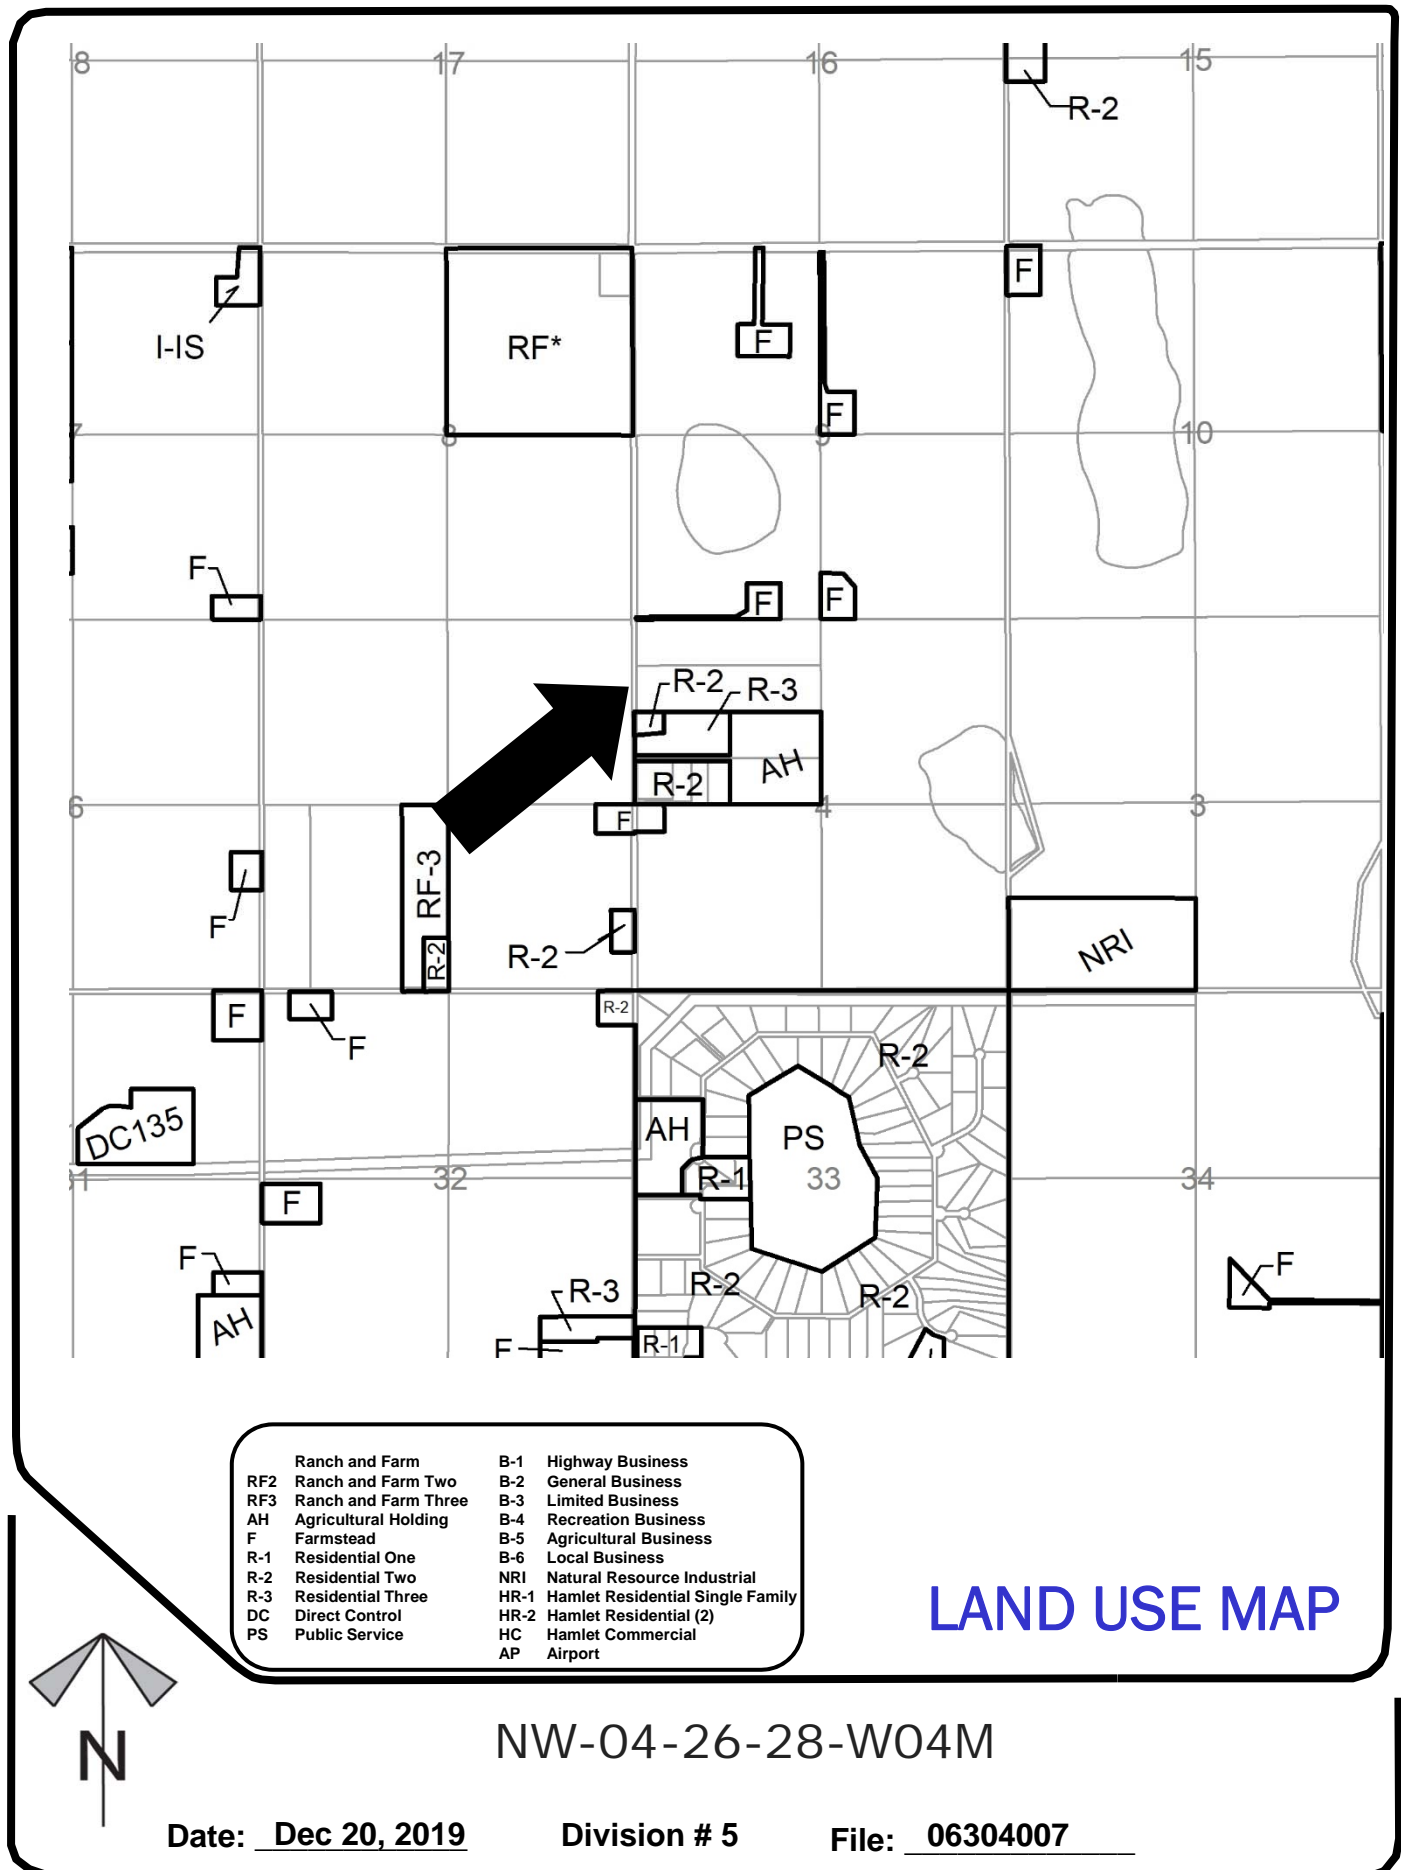 8 17 16 15
R-2
F
I-IS RF* F
F
7 8 9 10
F
F F
R-2 R-3
AH
R-2
6 F 4 3
RF-3
F
R-2 R-2 NRI
F R-2
F
R-2
DC135 AH PS
31 32 R-1 33 34
F
F F
R-3 R-2 R-2
AH
F R-1
Ranch and Farm
RF2 Ranch and Farm Two
RF3 Ranch and Farm Three
AH Agricultural Holding
F Farmstead
R-1 Residential One
R-2 Residential Two
R-3 Residential Three
DC Direct Control
PS Public Service
B-1 Highway Business
B-2 General Business
B-3 Limited Business
B-4 Recreation Business
B-5 Agricultural Business
B-6 Local Business
NRI Natural Resource Industrial
HR-1 Hamlet Residential Single Family
HR-2 Hamlet Residential (2)
HC Hamlet Commercial
AP Airport
LAND USE MAP
N
NW-04-26-28-W04M
Date: Dec 20, 2019 Division # 5 File: 06304007